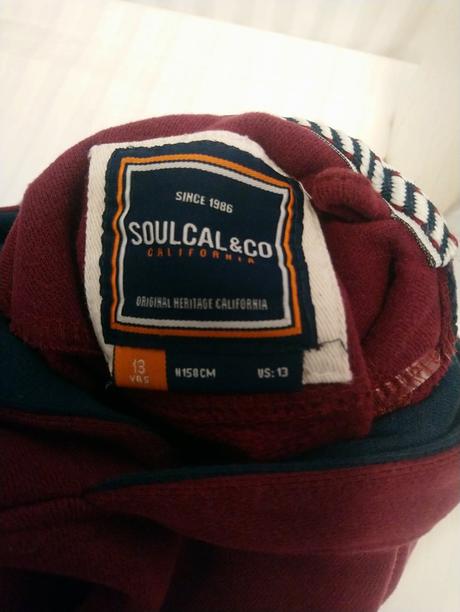 SINCE 1986
SOULCAL&CO
CALIFORNIA
ORIGINAL HERITAGE CALIFORNIA
13 H158CM US: 13
YRS